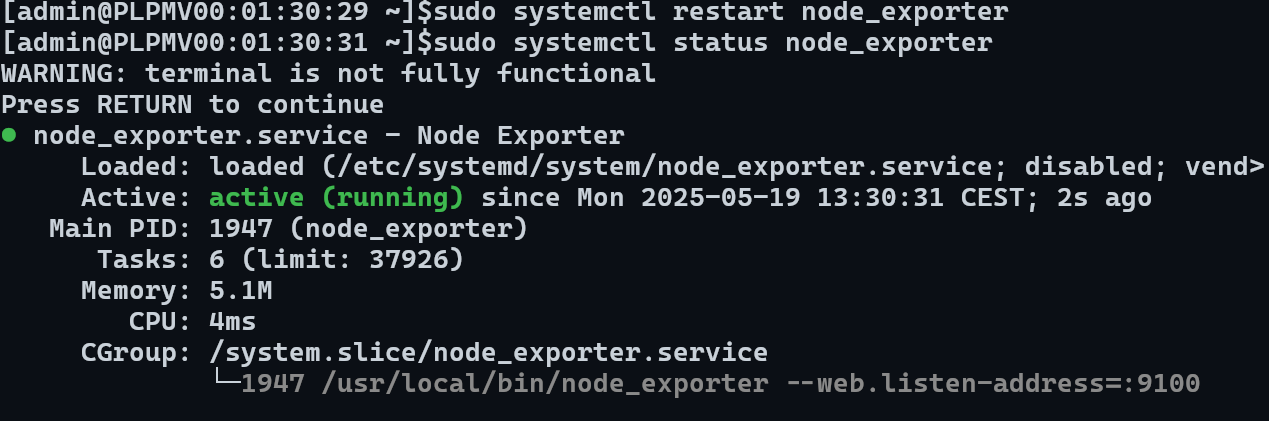 [admin@PLPMV00:01:30:29 ~]$sudo systemctl restart node_exporter
[admin@PLPMV00:01:30:31 ~]$sudo systemctl status node_exporter
WARNING: terminal is not fully functional
Press RETURN to continue
● node_exporter.service - Node Exporter
     Loaded: loaded (/etc/systemd/system/node_exporter.service; disabled; vend>
     Active: active (running) since Mon 2025-05-19 13:30:31 CEST; 2s ago
   Main PID: 1947 (node_exporter)
      Tasks: 6 (limit: 37926)
     Memory: 5.1M
        CPU: 4ms
     CGroup: /system.slice/node_exporter.service
             └─1947 /usr/local/bin/node_exporter --web.listen-address=:9100